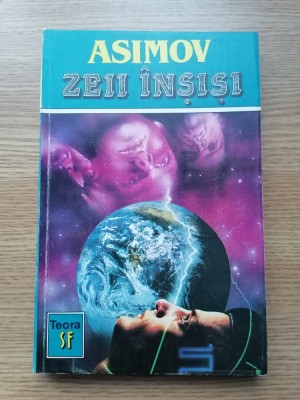 ASIMOV
ZEII ÎNȘIȘI
Teora
SF